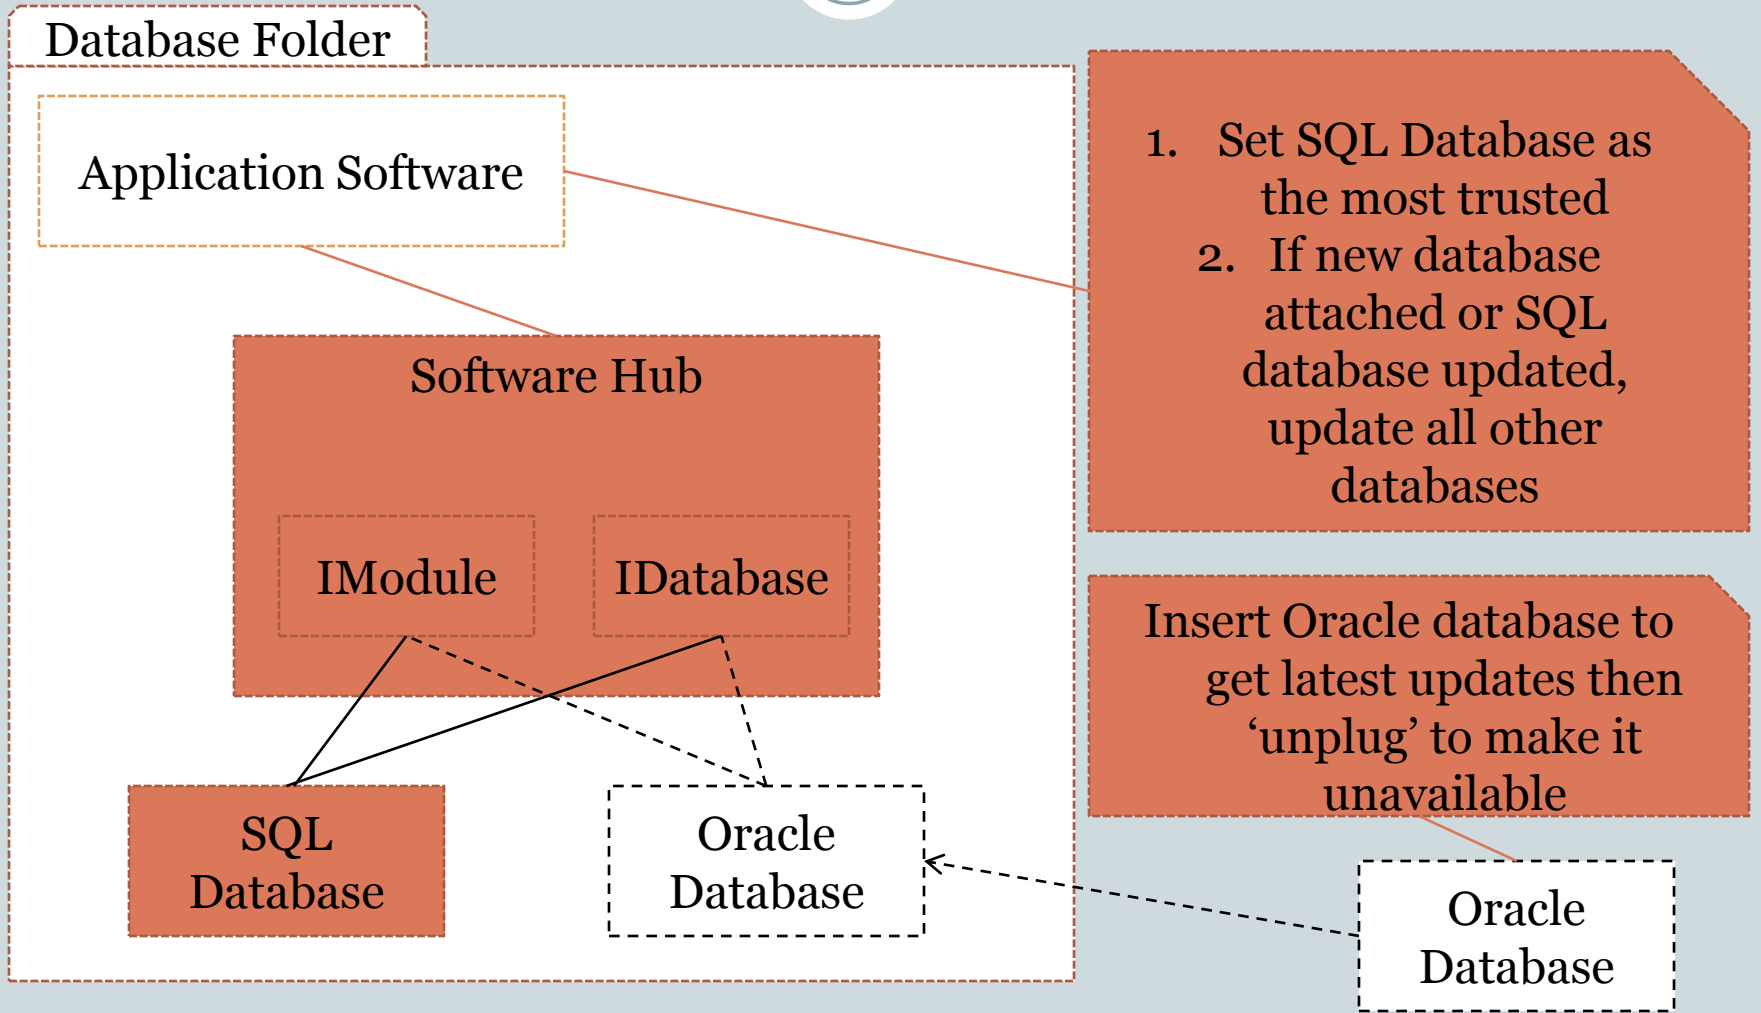 Database Folder
Application Software
Software Hub
IModule
IDatabase
SQL
Database
Oracle
Database
1. Set SQL Database as
the most trusted
2. If new database
attached or SQL
database updated,
update all other
databases
Insert Oracle database to
get latest updates then
‘unplug’ to make it
unavailable
Oracle
Database